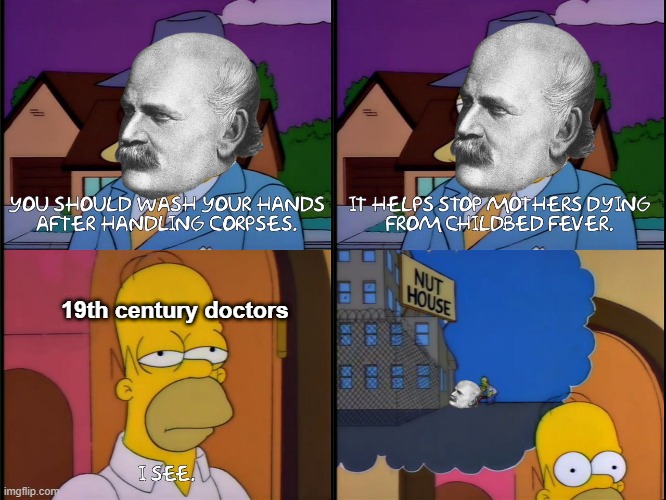 YOU SHOULD WASH YOUR HANDS
AFTER HANDLING CORPSES.
IT HELPS STOP MOTHERS DYING
FROM CHILDBED FEVER.
19th century doctors
I SEE.
NUT
HOUSE
imgflip.com